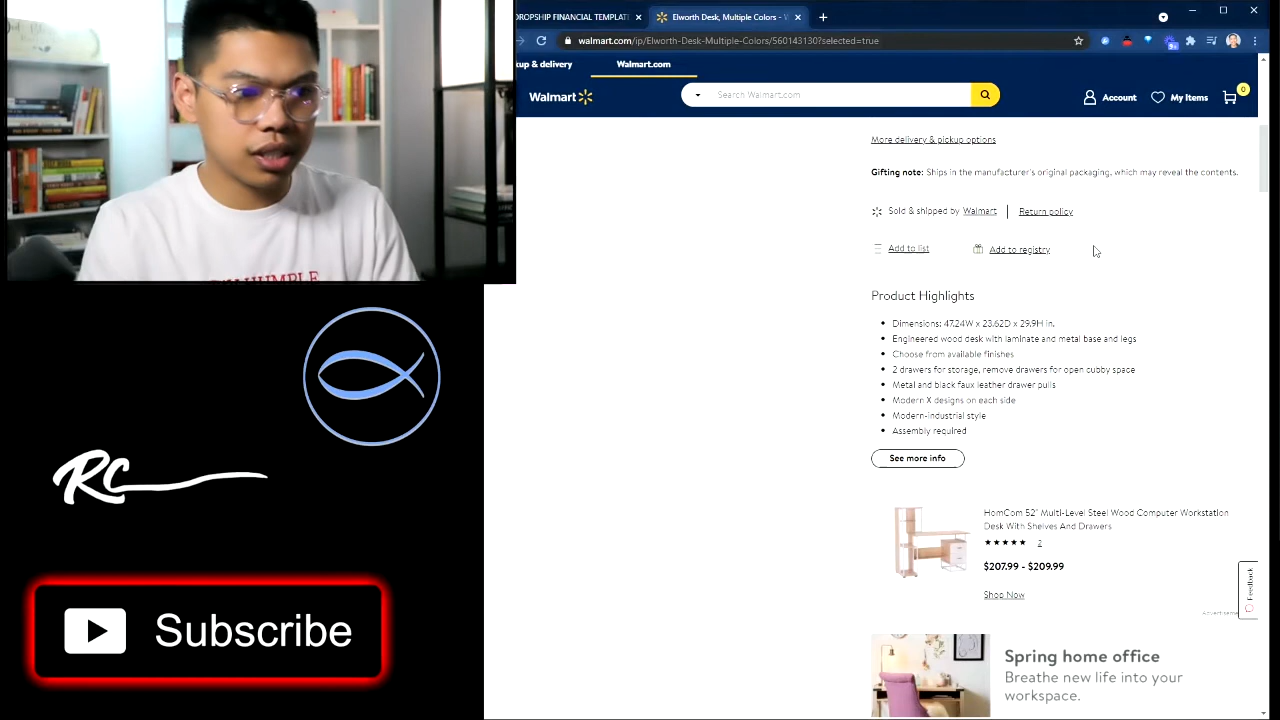 DROPSHIP FINANCIAL TEMPLAT
Elworth Desk, Multiple Colors - W
walmart.com/ip/Elworth-Desk-Multiple-Colors/560143130?selected=true
kup & delivery
Walmart.com
Walmart
Search Walmart.com
Account
My Items
0
More delivery & pickup options
Gifting note: Ships in the manufacturer's original packaging, which may reveal the contents.
Sold & shipped by Walmart | Return policy
Add to list
Add to registry
Product Highlights
Dimensions: 47.24W x 23.62D x 29.9H in.
Engineered wood desk with laminate and metal base and legs
Choose from available finishes
2 drawers for storage, remove drawers for open cubby space
Metal and black faux leather drawer pulls
Modern X designs on each side
Modern-industrial style
Assembly required
See more info
HomCom 52" Multi-Level Steel Wood Computer Workstation
Desk With Shelves And Drawers
★★★★★ 2
$207.99 - $209.99
Shop Now
Feedback
Spring home office
Breathe new life into your
workspace.
RC
Subscribe